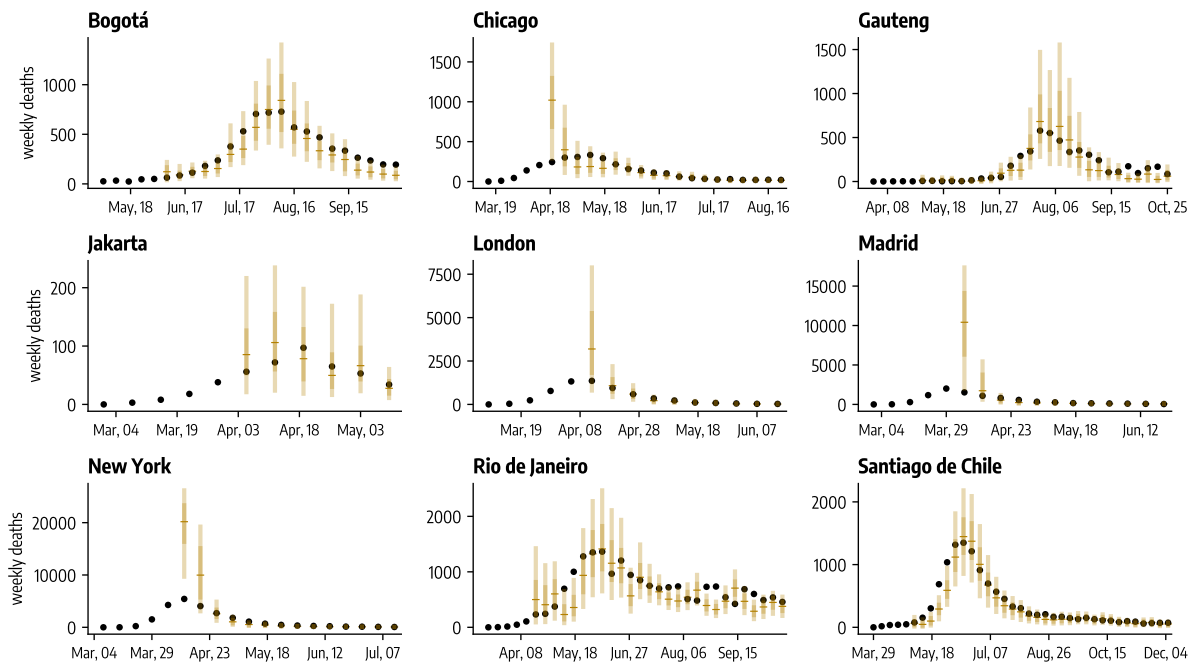 Bogotá
Chicago
Gauteng
weekly deaths
1000
500
0
May, 18 Jun, 17 Jul, 17 Aug, 16 Sep, 15
1500
1000
500
0
Mar, 19 Apr, 18 May, 18 Jun, 17 Jul, 17 Aug, 16
1500
1000
500
0
Apr, 08 May, 18 Jun, 27 Aug, 06 Sep, 15 Oct, 25
Jakarta
London
Madrid
weekly deaths
200
100
0
Mar, 04 Mar, 19 Apr, 03 Apr, 18 May, 03
7500
5000
2500
0
Mar, 19 Apr, 08 Apr, 28 May, 18 Jun, 07
15000
10000
5000
0
Mar, 04 Mar, 29 Apr, 23 May, 18 Jun, 12
New York
Rio de Janeiro
Santiago de Chile
weekly deaths
20000
10000
0
Mar, 04 Mar, 29 Apr, 23 May, 18 Jun, 12 Jul, 07
2000
1000
0
Apr, 08 May, 18 Jun, 27 Aug, 06 Sep, 15
2000
1000
0
Mar, 29 May, 18 Jul, 07 Aug, 26 Oct, 15 Dec, 04